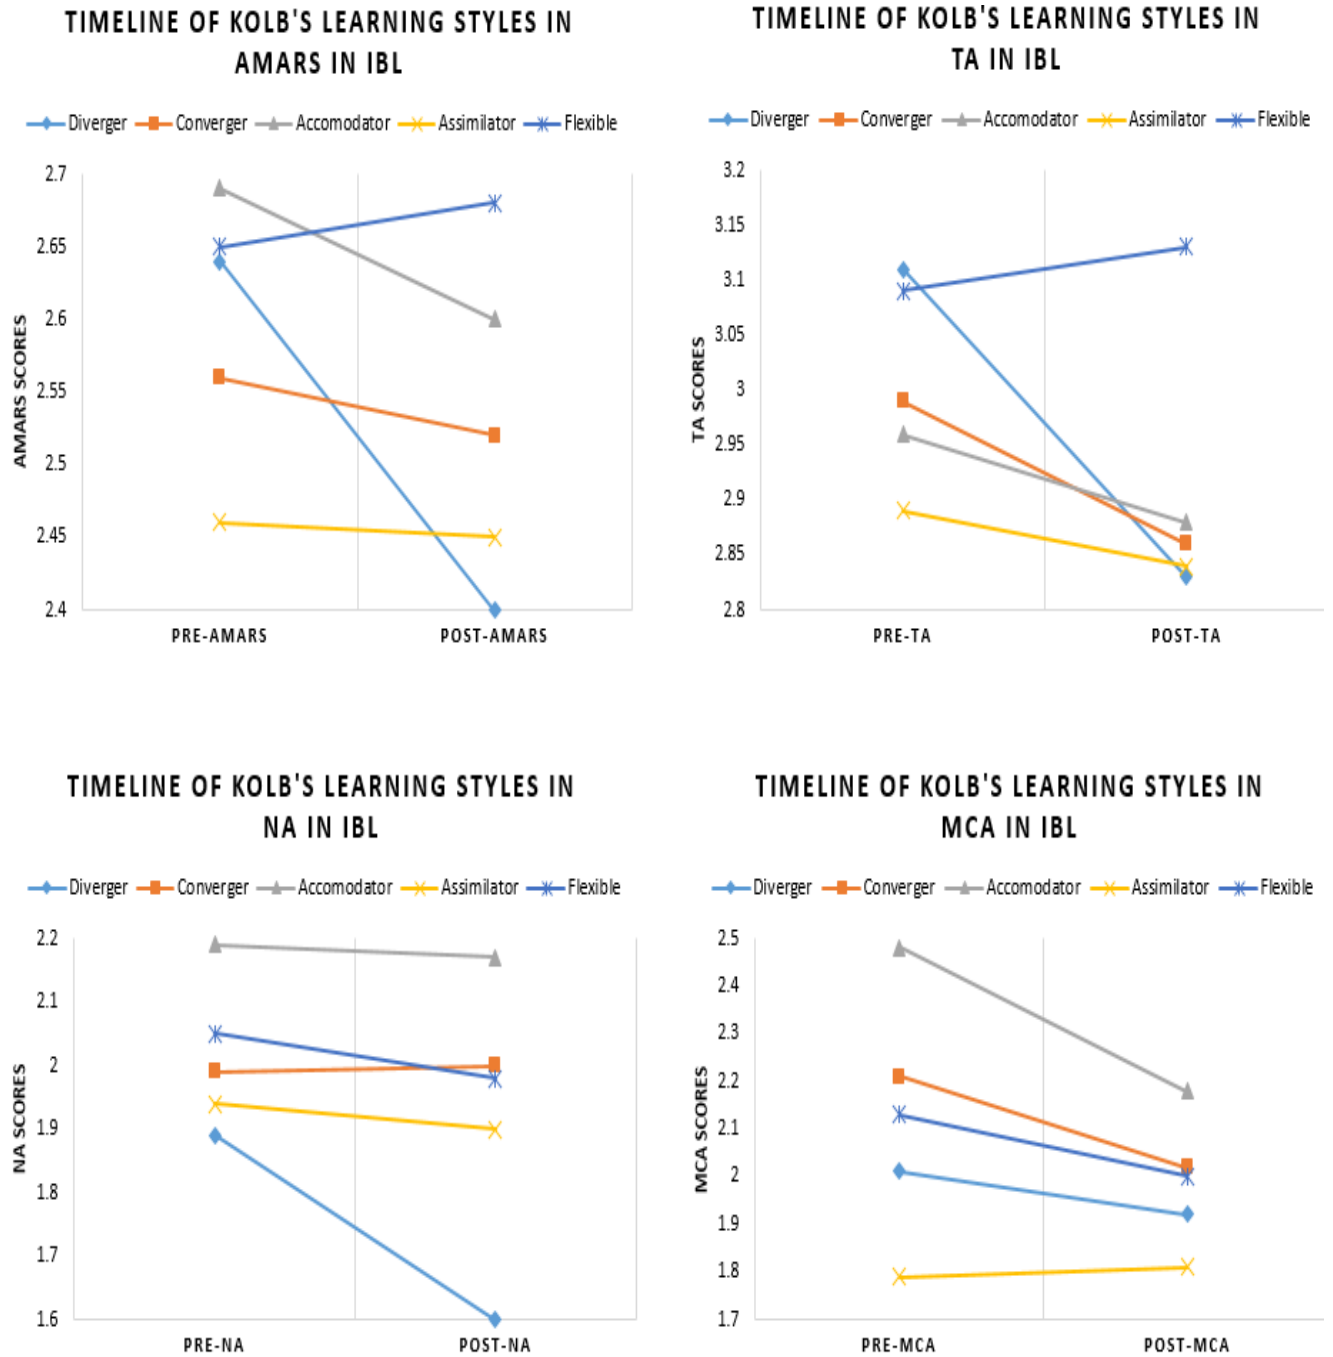 TIMELINE OF KOLB'S LEARNING STYLES IN
AMARS IN IBL
Diverger Converger Accomodator Assimilator Flexible
2.7
2.65
2.6
2.55
2.5
2.45
2.4
AMARS SCORES
PRE-AMARS POST-AMARS
TIMELINE OF KOLB'S LEARNING STYLES IN
TA IN IBL
Diverger Converger Accomodator Assimilator Flexible
3.2
3.15
3.1
3.05
3
2.95
2.9
2.85
2.8
TA SCORES
PRE-TA POST-TA
TIMELINE OF KOLB'S LEARNING STYLES IN
NA IN IBL
Diverger Converger Accomodator Assimilator Flexible
2.2
2.1
2
1.9
1.8
1.7
1.6
NA SCORES
PRE-NA POST-NA
TIMELINE OF KOLB'S LEARNING STYLES IN
MCA IN IBL
Diverger Converger Accomodator Assimilator Flexible
2.5
2.4
2.3
2.2
2.1
2
1.9
1.8
1.7
MCA SCORES
PRE-MCA POST-MCA